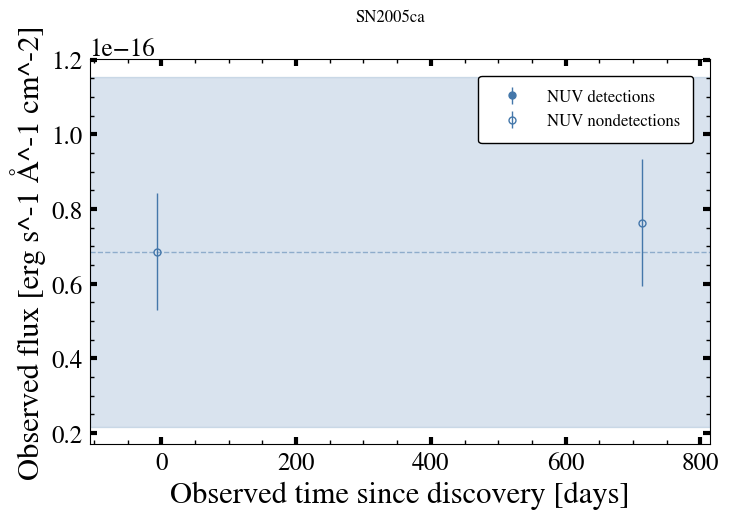 SN2005ca
1e−16
1.2
1.0
0.8
0.6
0.4
0.2
Observed flux [erg s^-1 Å^-1 cm^-2]
NUV detections
NUV nondetections
0 200 400 600 800
Observed time since discovery [days]